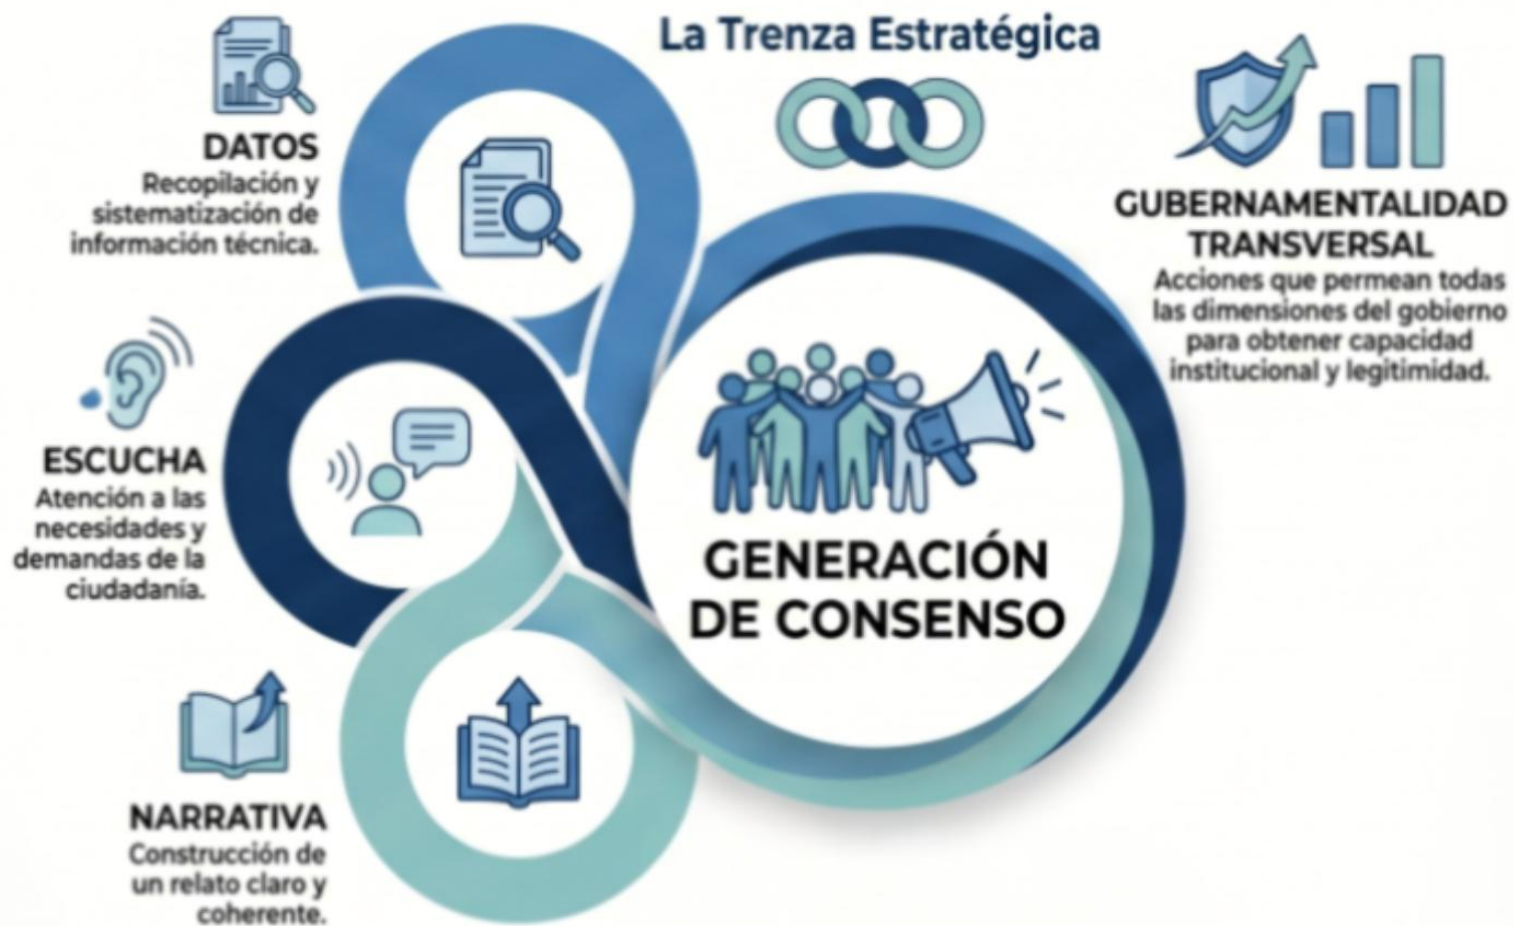 La Trenza Estratégica
DATOS
Recopilación y
sistematización de
información técnica.
ESCUCHA
Atención a las
necesidades y
demandas de la
ciudadanía.
NARRATIVA
Construcción de
un relato claro y
coherente.
GENERACIÓN
DE CONSENSO
GUBERNAMENTALIDAD
TRANSVERSAL
Acciones que permean todas
las dimensiones del gobierno
para obtener capacidad
institucional y legitimidad.